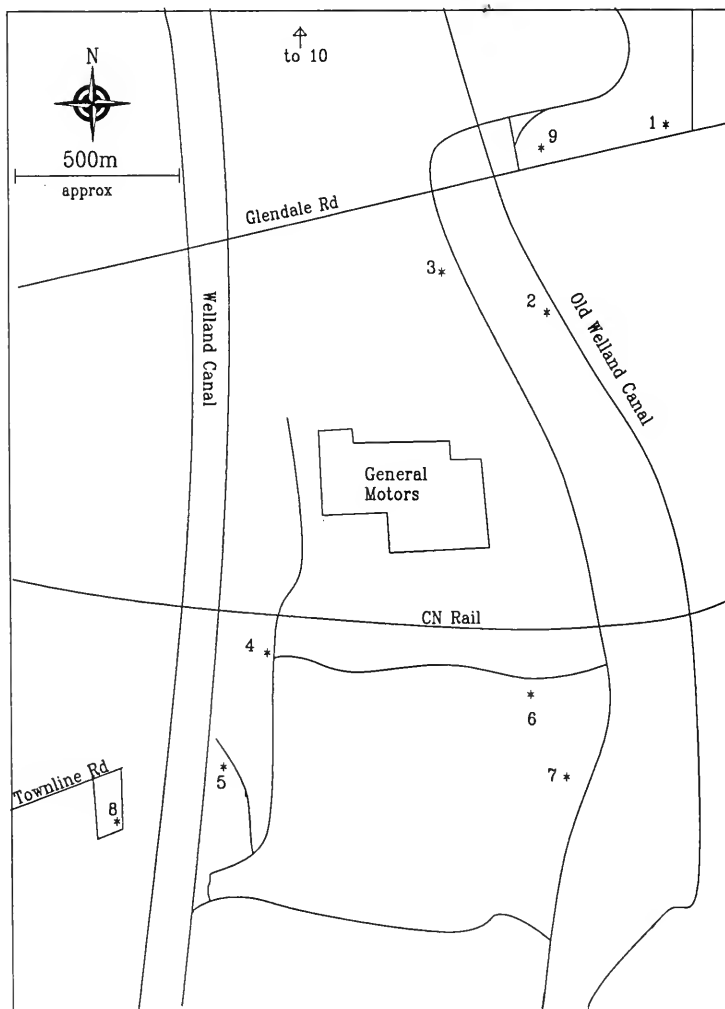 to 10
N
500m
approx
1
9
Glendale Rd
3
2
Welland Canal
Old Welland Canal
General
Motors
CN Rail
4
6
5
7
Townline Rd
8